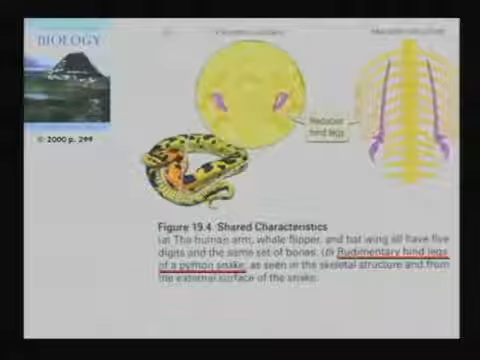 BIOLOGY
© 2000 p. 299
Reduced
hind legs
Figure 19.4 Shared Characteristics
(a) The human arm, whale flipper, and bat wing all have five
digits and the same set of bones. (b) Rudimentary hind legs
of a python snake, as seen in the skeletal structure and from
the external surface of the snake.